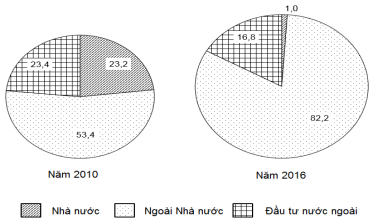 1,0
23,4 23,2
16,8
53,4
82,2
Năm 2010
Năm 2016
Nhà nước Ngoài Nhà nước Đầu tư nước ngoài